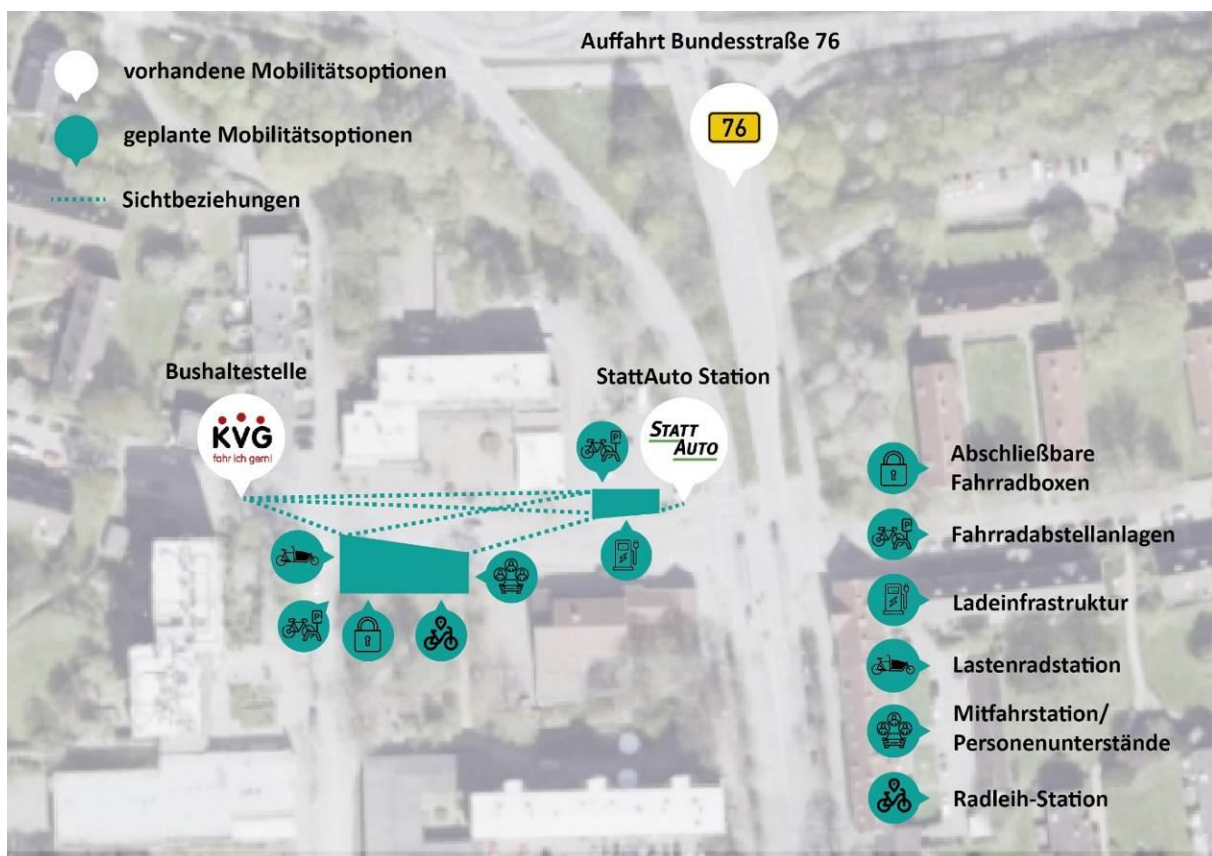 Auffahrt Bundesstraße 76
vorhandene Mobilitätsoptionen
76
geplante Mobilitätsoptionen
Sichtbeziehungen
Bushaltestelle
KVG
fahr ich gern!
StattAuto Station
STATT
AUTO
P
P
Abschließbare
Fahrradboxen
P
Fahrradabstellanlagen
Ladeinfrastruktur
Lastenradstation
Mitfahrstation/
Personenunterstände
Radleih-Station